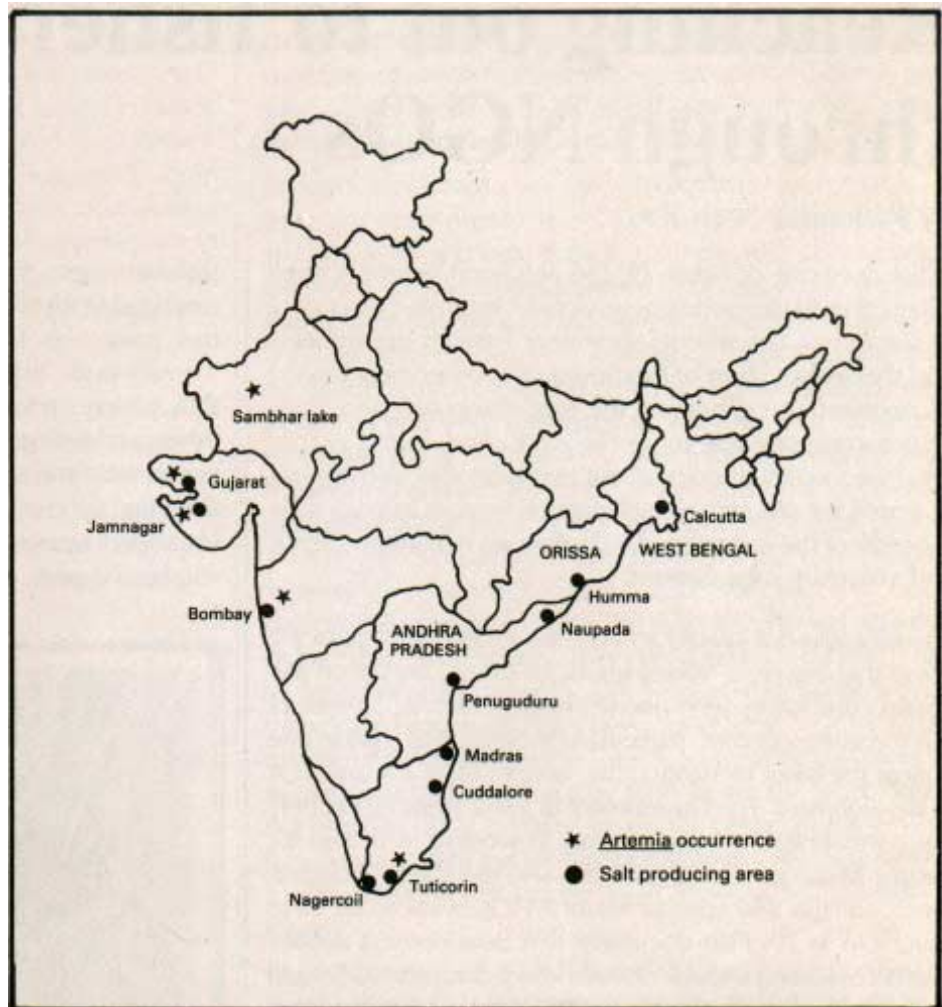 Sambhar lake
Gujarat
Jamnagar
Calcutta
ORISSA
WEST BENGAL
Humma
Bombay
Naupada
ANDHRA
PRADESH
Penuguduru
Madras
Cuddalore
Artemia occurrence
Salt producing area
Tuticorin
Nagercoil